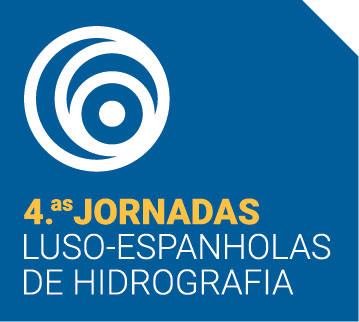 4.ªˢ JORNADAS
LUSO-ESPANHOLAS
DE HIDROGRAFIA